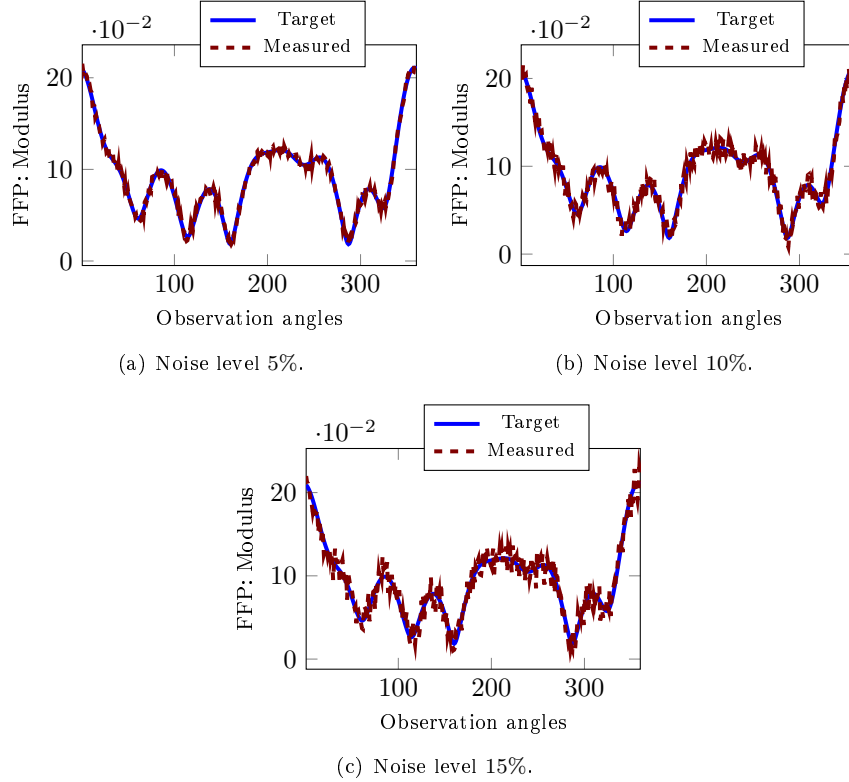 Target
Measured
·10−2
20
10
0
FFP: Modulus
100 200 300
Observation angles
(a) Noise level 5%.
Target
Measured
·10−2
20
10
0
FFP: Modulus
100 200 300
Observation angles
(b) Noise level 10%.
Target
Measured
·10−2
20
10
0
FFP: Modulus
100 200 300
Observation angles
(c) Noise level 15%.